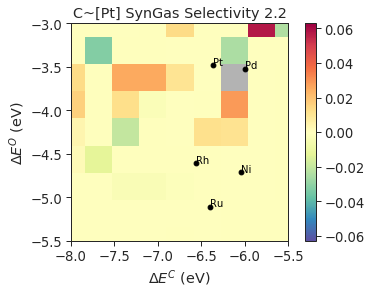 C~[Pt] SynGas Selectivity 2.2
ΔE^O (eV)
−3.0
−3.5
−4.0
−4.5
−5.0
−5.5
Pt
Pd
Rh
Ni
Ru
−8.0 −7.5 −7.0 −6.5 −6.0 −5.5
ΔE^C (eV)
0.06
0.04
0.02
0.00
−0.02
−0.04
−0.06